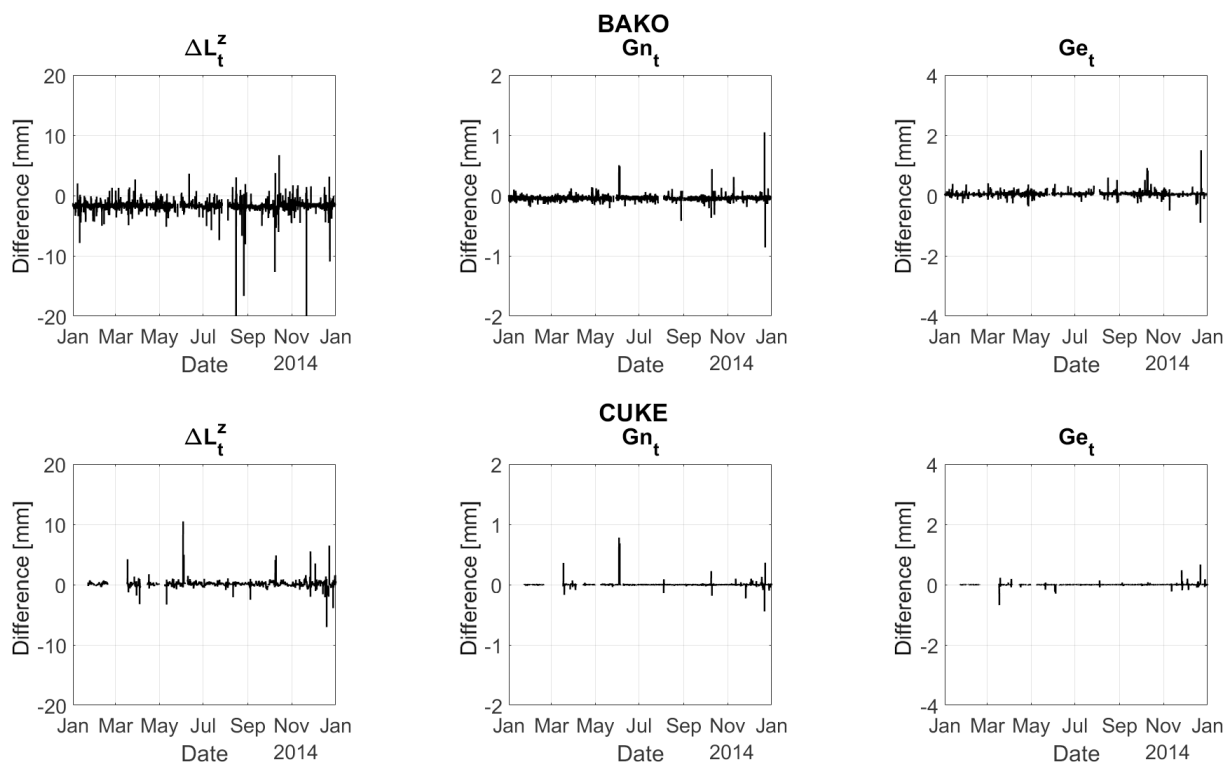 BAKO
ΔL_t^z
Gn_t
Ge_t
20
10
0
-10
-20
Difference [mm]
Jan Mar May Jul Sep Nov Jan
Date
2014
2
1
0
-1
-2
Difference [mm]
Jan Mar May Jul Sep Nov Jan
Date
2014
4
2
0
-2
-4
Difference [mm]
Jan Mar May Jul Sep Nov Jan
Date
2014
CUKE
ΔL_t^z
Gn_t
Ge_t
20
10
0
-10
-20
Difference [mm]
Jan Mar May Jul Sep Nov Jan
Date
2014
2
1
0
-1
-2
Difference [mm]
Jan Mar May Jul Sep Nov Jan
Date
2014
4
2
0
-2
-4
Difference [mm]
Jan Mar May Jul Sep Nov Jan
Date
2014